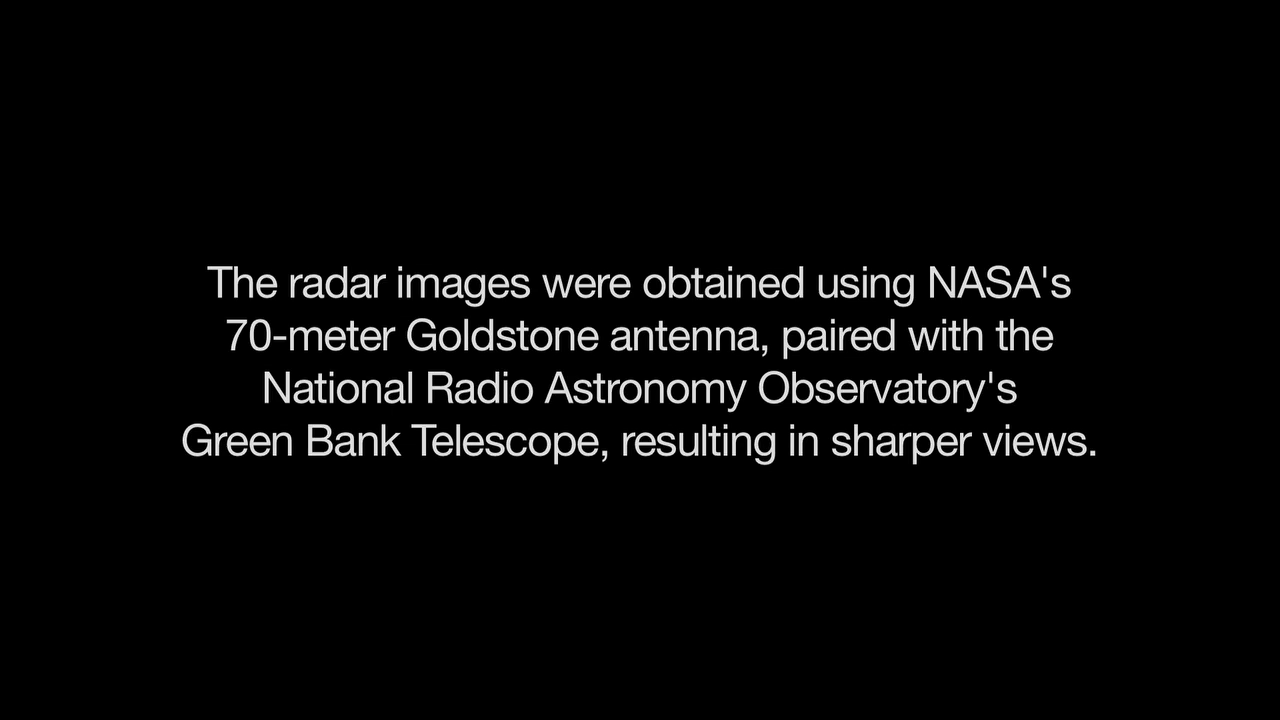 The radar images were obtained using NASA's
70-meter Goldstone antenna, paired with the
National Radio Astronomy Observatory's
Green Bank Telescope, resulting in sharper views.